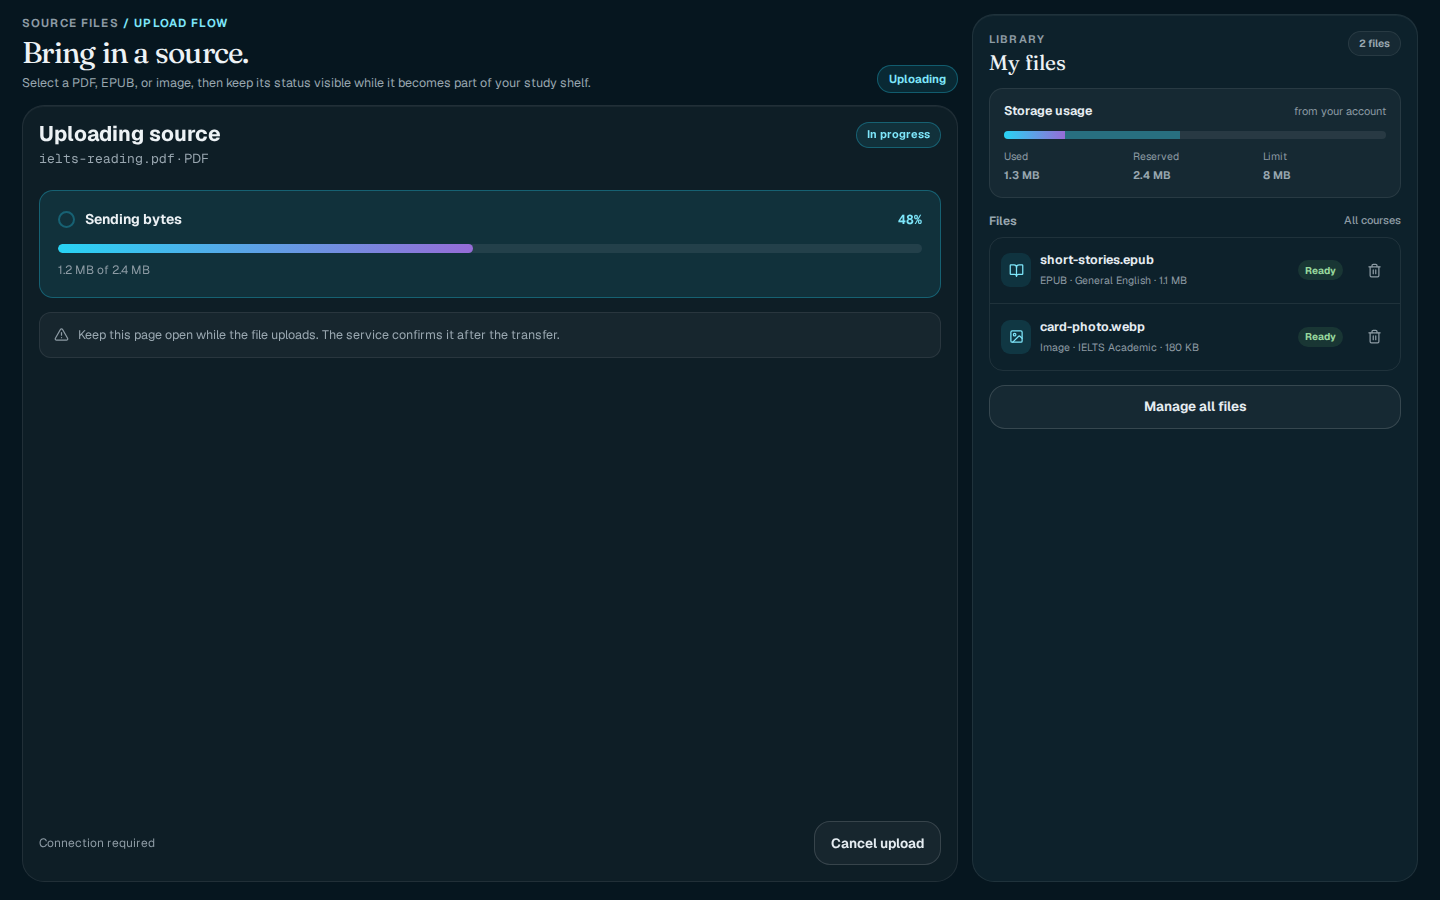 SOURCE FILES / UPLOAD FLOW
Bring in a source.
Select a PDF, EPUB, or image, then keep its status visible while it becomes part of your study shelf.
Uploading
Uploading source
In progress
ielts-reading.pdf · PDF
Sending bytes
48%
1.2 MB of 2.4 MB
Keep this page open while the file uploads. The service confirms it after the transfer.
Connection required
Cancel upload
LIBRARY
2 files
My files
Storage usage
from your account
Used Reserved Limit
1.3 MB 2.4 MB 8 MB
Files
All courses
short-stories.epub
EPUB · General English · 1.1 MB
Ready
card-photo.webp
Image · IELTS Academic · 180 KB
Ready
Manage all files